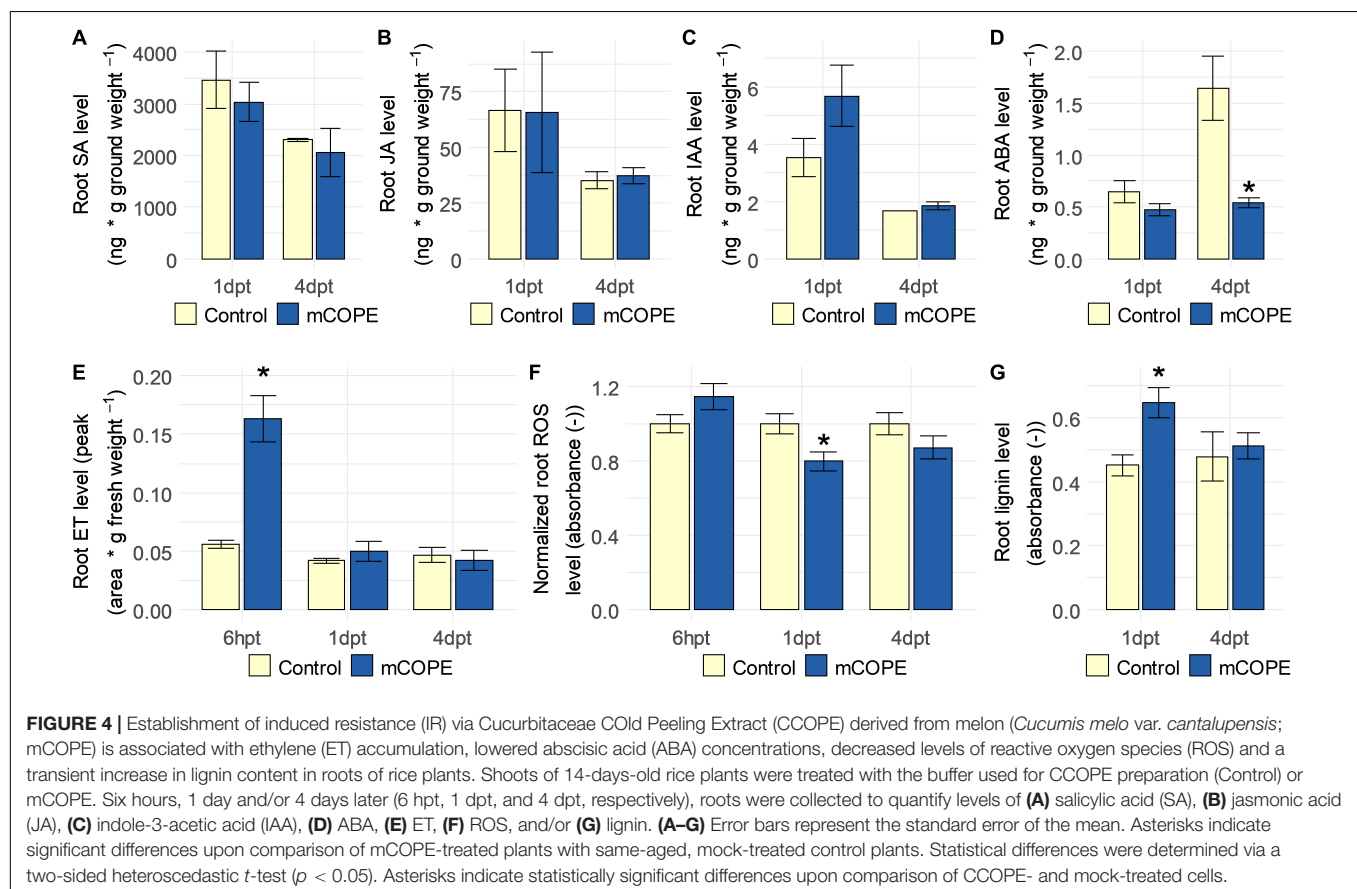 A
Root SA level
(ng * g ground weight −1)
4000
3000
2000
1000
0
1dpt 4dpt
Control mCOPE
B
Root JA level
(ng * g ground weight −1)
75
50
25
0
1dpt 4dpt
Control mCOPE
C
Root IAA level
(ng * g ground weight −1)
6
4
2
0
1dpt 4dpt
Control mCOPE
D
Root ABA level
(ng * g ground weight −1)
2.0
1.5
1.0
0.5
0.0
*
1dpt 4dpt
Control mCOPE
E
Root ET level (peak
(area * g fresh weight −1)
0.20
0.15
0.10
0.05
0.00
*
6hpt 1dpt 4dpt
Control mCOPE
F
Normalized root ROS
level (absorbance (-))
1.2
0.8
0.4
0.0
*
6hpt 1dpt 4dpt
Control mCOPE
G
Root lignin level
(absorbance (-))
0.6
0.4
0.2
0.0
*
1dpt 4dpt
Control mCOPE
FIGURE 4 | Establishment of induced resistance (IR) via Cucurbitaceae COld Peeling Extract (CCOPE) derived from melon (Cucumis melo var. cantalupensis;
mCOPE) is associated with ethylene (ET) accumulation, lowered abscisic acid (ABA) concentrations, decreased levels of reactive oxygen species (ROS) and a
transient increase in lignin content in roots of rice plants. Shoots of 14-days-old rice plants were treated with the buffer used for CCOPE preparation (Control) or
mCOPE. Six hours, 1 day and/or 4 days later (6 hpt, 1 dpt, and 4 dpt, respectively), roots were collected to quantify levels of (A) salicylic acid (SA), (B) jasmonic acid
(JA), (C) indole-3-acetic acid (IAA), (D) ABA, (E) ET, (F) ROS, and/or (G) lignin. (A–G) Error bars represent the standard error of the mean. Asterisks indicate
significant differences upon comparison of mCOPE-treated plants with same-aged, mock-treated control plants. Statistical differences were determined via a
two-sided heteroscedastic t-test (p < 0.05). Asterisks indicate statistically significant differences upon comparison of CCOPE- and mock-treated cells.